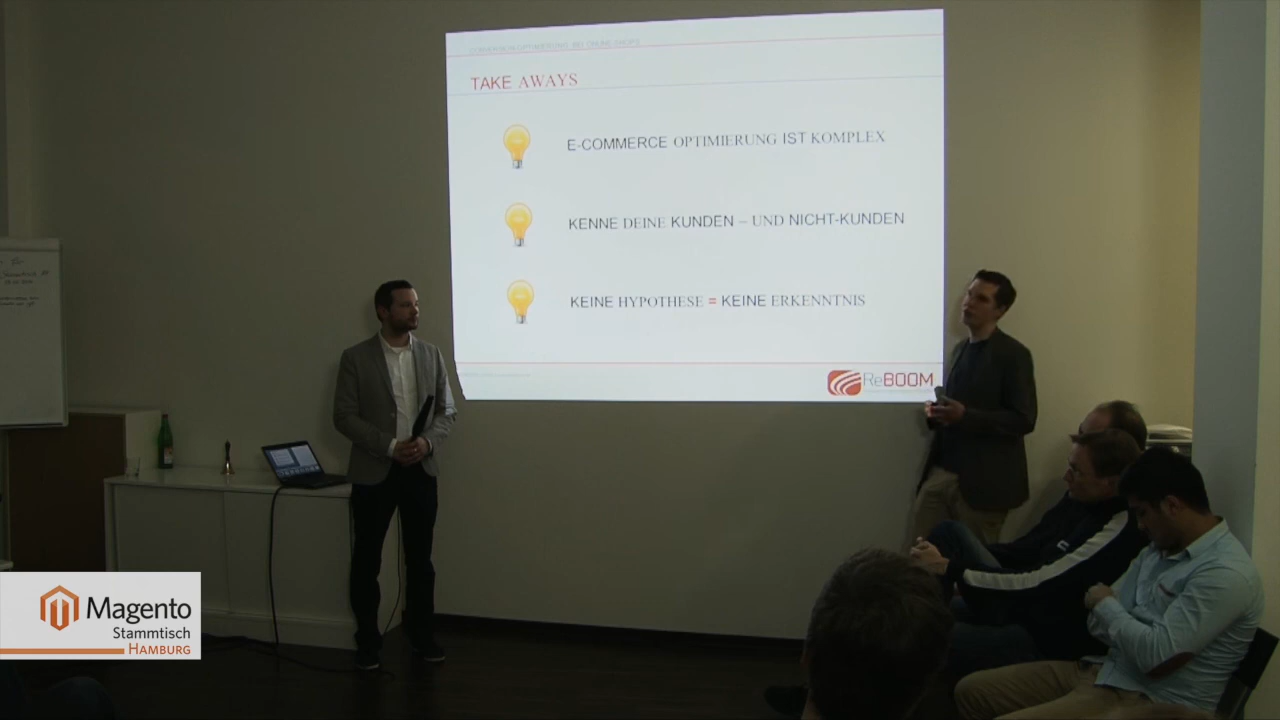 TAKE AWAYS
E-COMMERCE OPTIMIERUNG IST KOMPLEX
KENNE DEINE KUNDEN – UND NICHT-KUNDEN
KEINE HYPOTHESE = KEINE ERKENNTNIS
ReBOOM
Magento
Stammtisch
HAMBURG